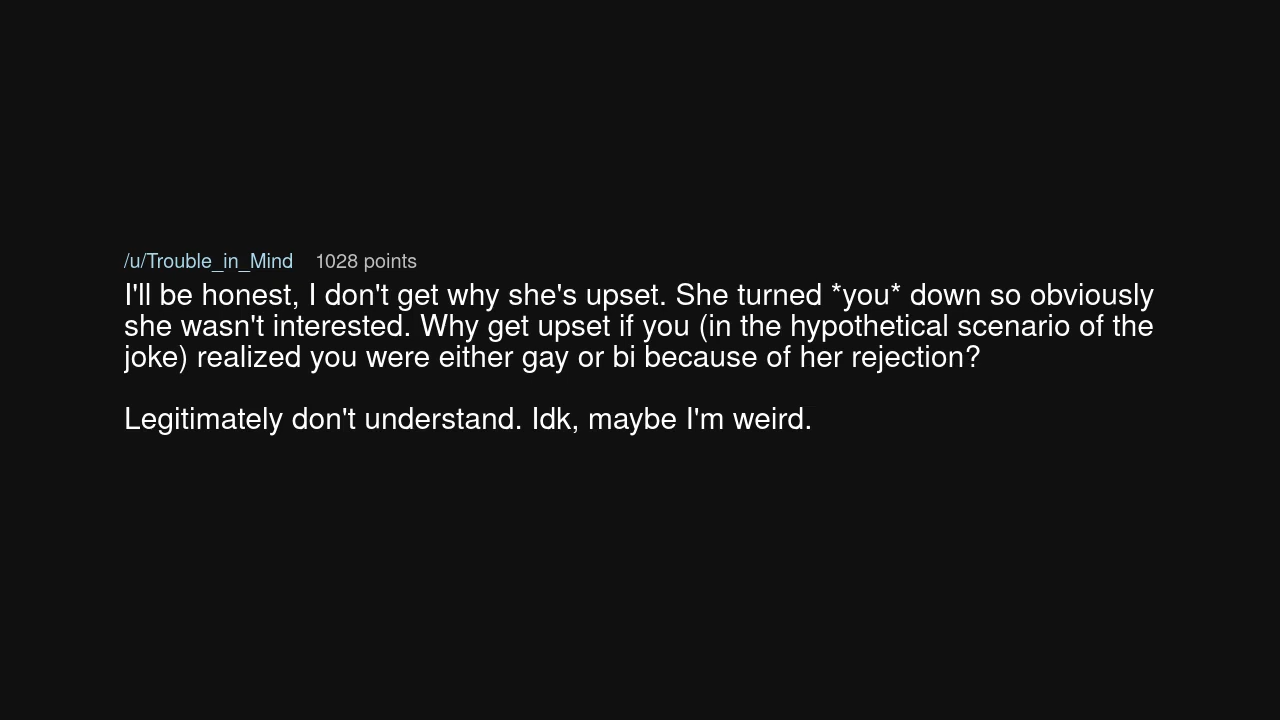 /u/Trouble_in_Mind 1028 points
I'll be honest, I don't get why she's upset. She turned *you* down so obviously
she wasn't interested. Why get upset if you (in the hypothetical scenario of the
joke) realized you were either gay or bi because of her rejection?
Legitimately don't understand. Idk, maybe I'm weird.